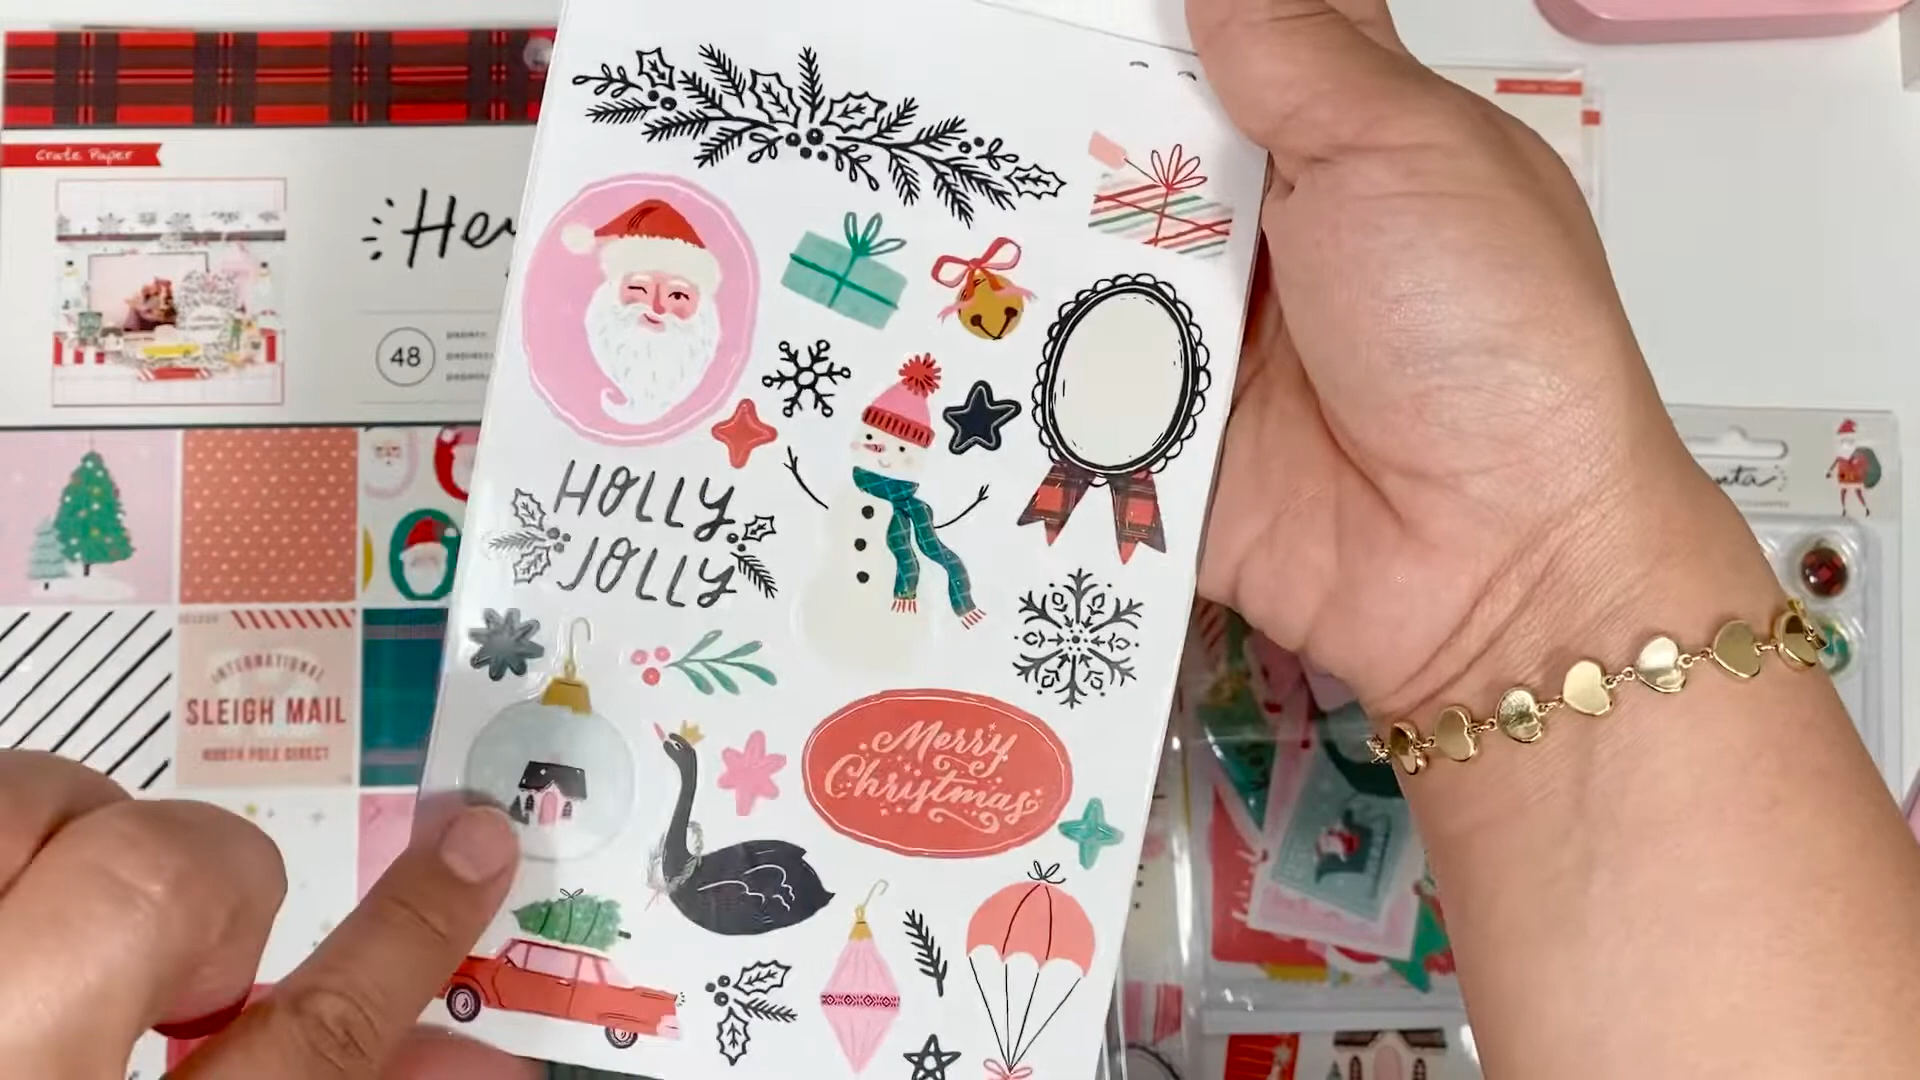 Crate Paper
Hey
48
HOLLY
JOLLY
INTERNATIONAL
SLEIGH MAIL
NORTH POLE DIRECT
Merry
Christmas